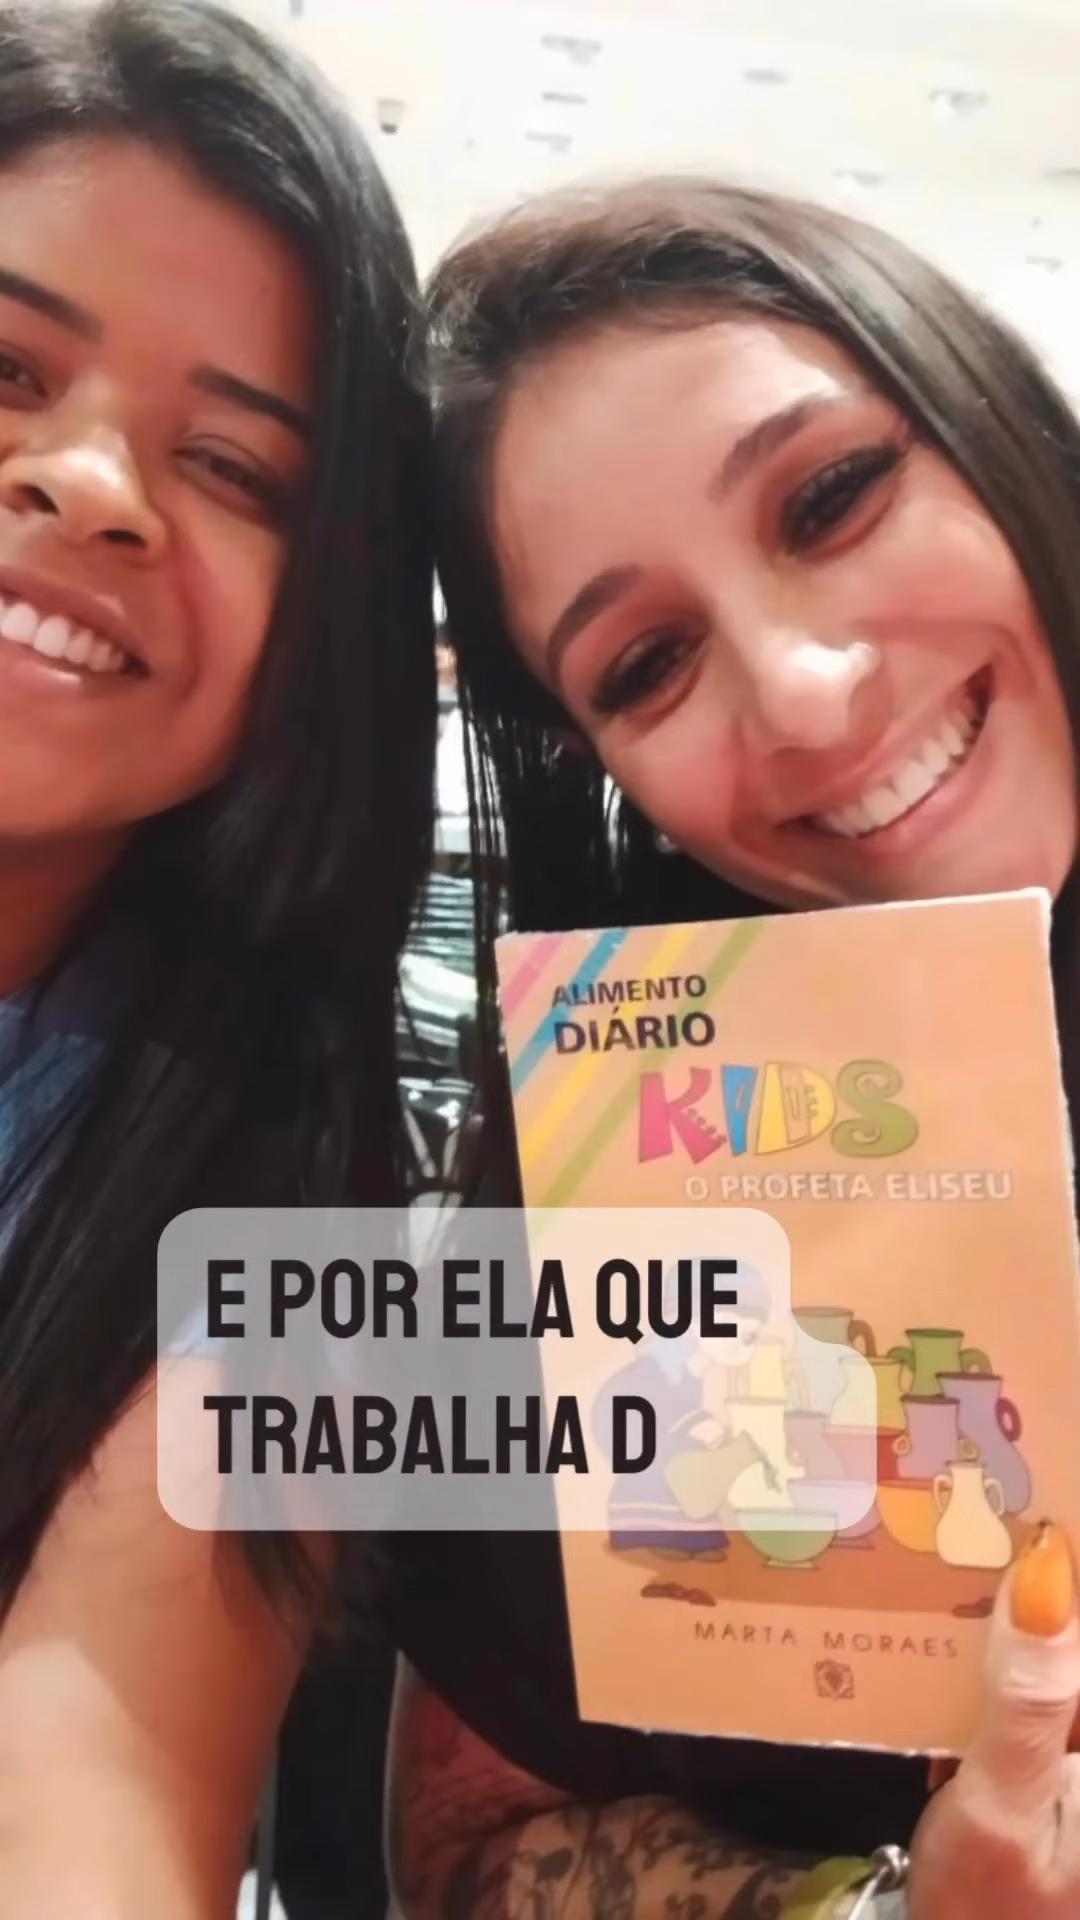 ALIMENTO
DIÁRIO
KIDS
O PROFETA ELISEU
E POR ELA QUE
TRABALHA D
MARTA MORAES